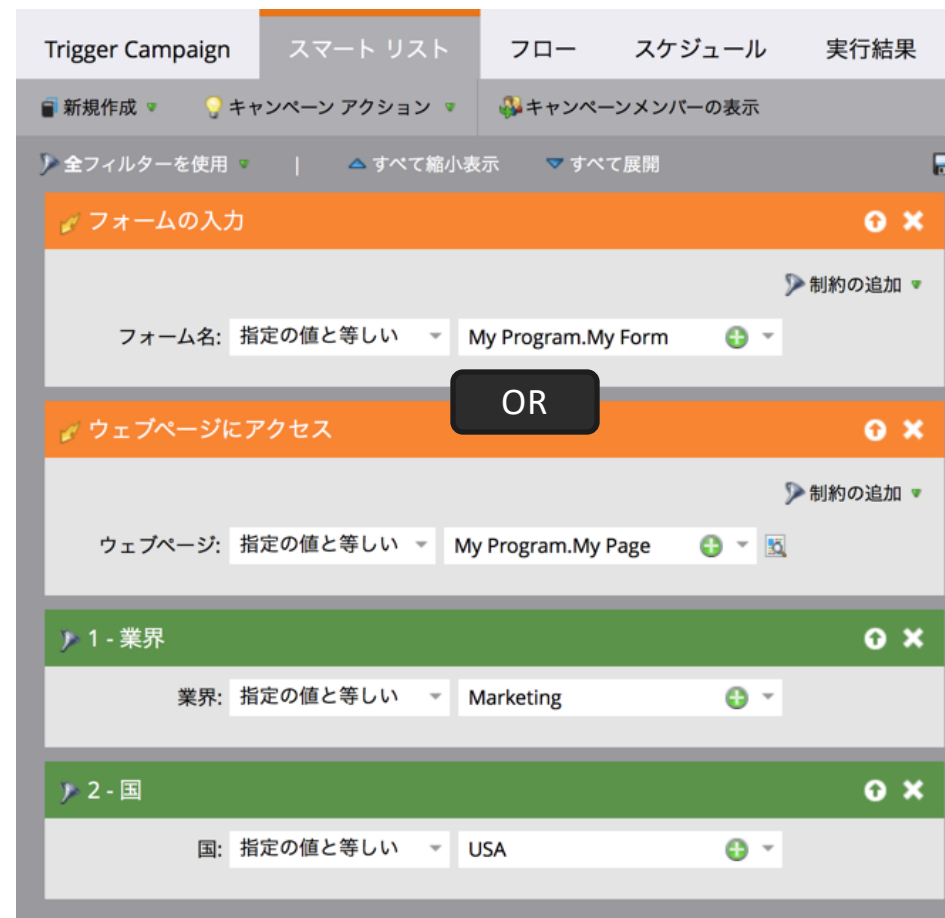 Trigger Campaign スマート リスト フロー スケジュール 実行結果
新規作成 キャンペーン アクション キャンペーンメンバーの表示
全フィルターを使用 | すべて縮小表示 すべて展開
フォームの入力
制約の追加
フォーム名: 指定の値と等しい My Program.My Form
OR
ウェブページにアクセス
制約の追加
ウェブページ: 指定の値と等しい My Program.My Page
1 - 業界
業界: 指定の値と等しい Marketing
2 - 国
国: 指定の値と等しい USA